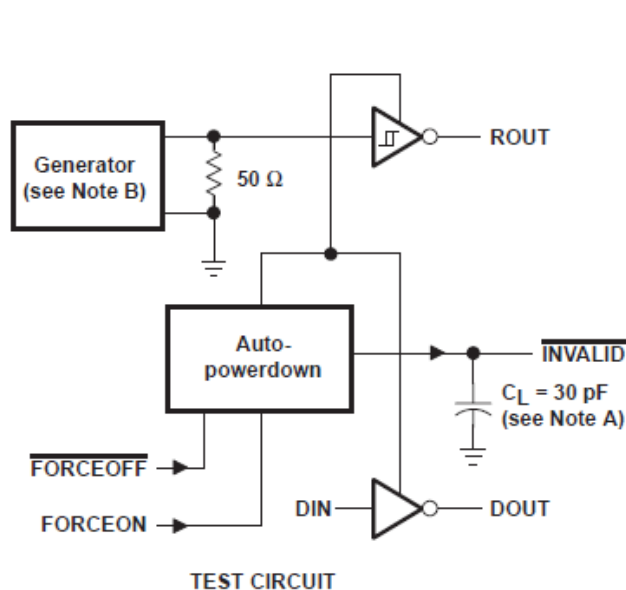 Generator
(see Note B)
50 Ω
ROUT
Auto-
powerdown
INVALID
CL = 30 pF
(see Note A)
FORCEOFF
FORCEON
DIN
DOUT
TEST CIRCUIT